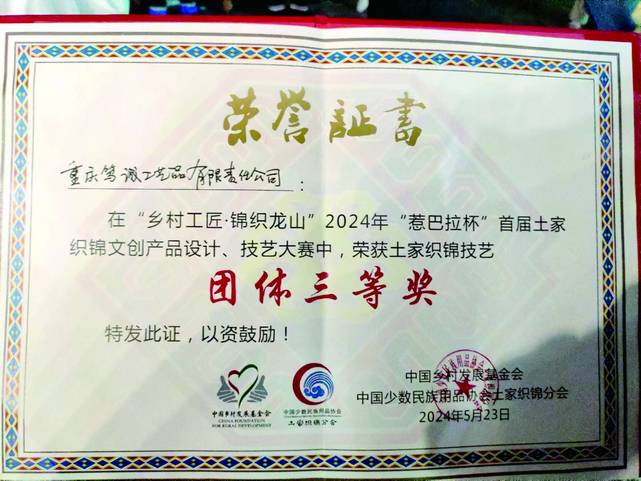 荣誉証書
重庆笃诚工艺品有限责任公司：
在“乡村工匠·锦织龙山”2024年“惹巴拉杯”首届土家
织锦文创产品设计、技艺大赛中，荣获土家织锦技艺
团体三等奖
特发此证，以资鼓励！
中国乡村发展基金会
CHINA FOUNDATION
FOR RURAL DEVELOPMENT
中国少数民族用品协会
土家织锦分会
中国乡村发展基金会
中国少数民族用品协会土家织锦分会
2024年5月23日